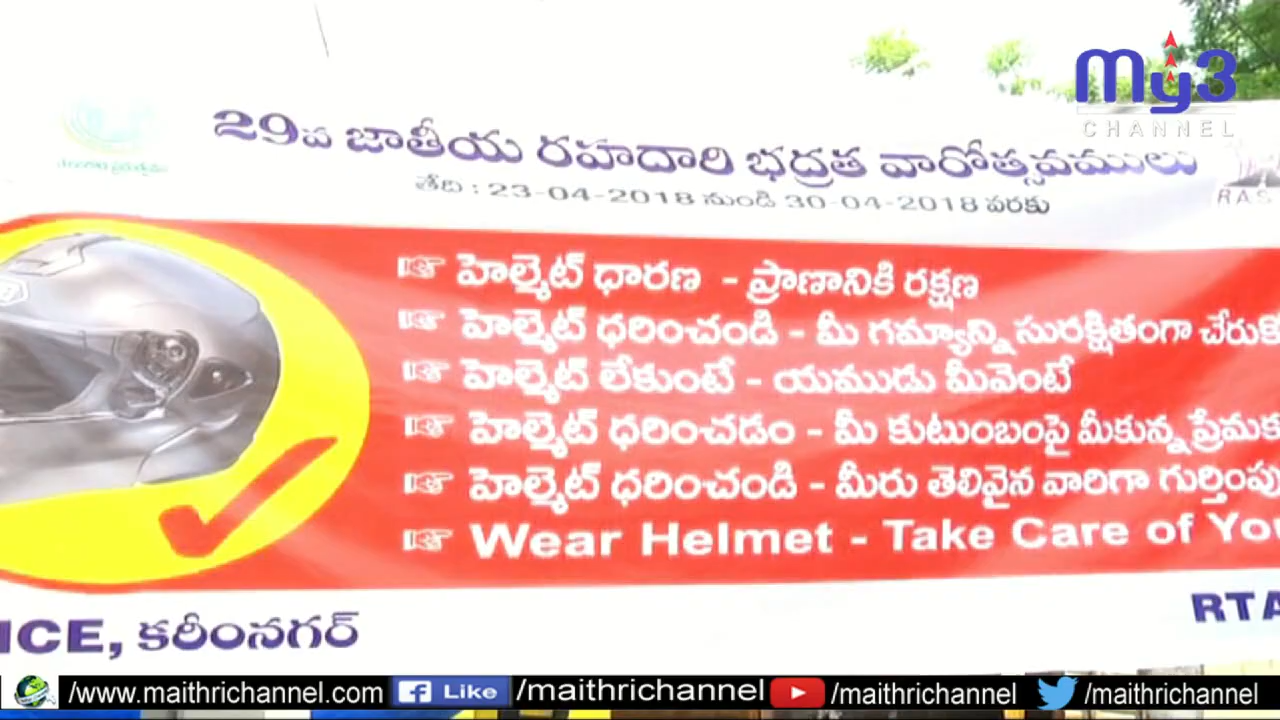 My3
CHANNEL
29వ జాతీయ రహదారి భద్రత వారోత్సవములు
తేది : 23-04-2018 నుండి 30-04-2018 వరకు
తెలంగాణ ప్రభుత్వము
☞ హెల్మెట్ ధారణ - ప్రాణానికి రక్షణ
☞ హెల్మెట్ ధరించండి - మీ గమ్యాన్ని సురక్షితంగా
☞ హెల్మెట్ లేకుంటే - యముడు మీవెంటే
☞ హెల్మెట్ ధరించడం - మీ కుటుంబంపై మీకున్న
☞ హెల్మెట్ ధరించండి - మీరు తెలివైన వారిగా
☞ Wear Helmet - Take Care of
ICE, కరీంనగర్
RTA
/www.maithrichannel.com Like /maithrichannel /maithrichannel /maithrichannel